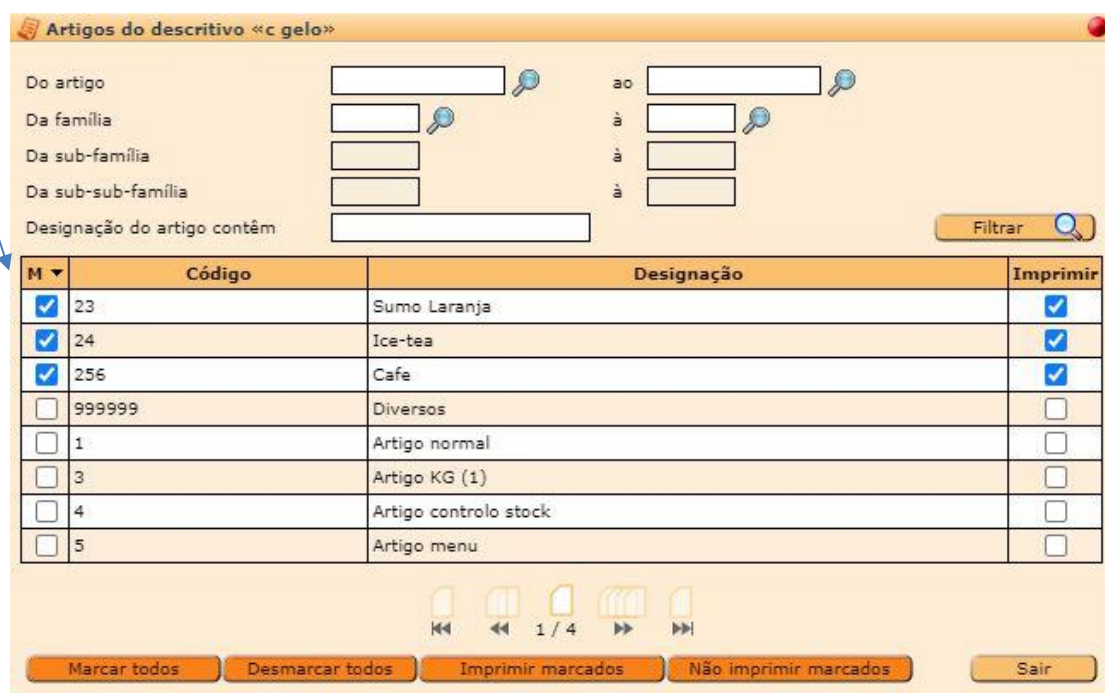 Artigos do descritivo «c gelo»
Do artigo ao
Da família à
Da sub-família à
Da sub-sub-família à
Designação do artigo contêm Filtrar
M Código Designação Imprimir
23 Sumo Laranja
24 Ice-tea
256 Cafe
999999 Diversos
1 Artigo normal
3 Artigo KG (1)
4 Artigo controlo stock
5 Artigo menu
1 / 4
Marcar todos Desmarcar todos Imprimir marcados Não imprimir marcados Sair